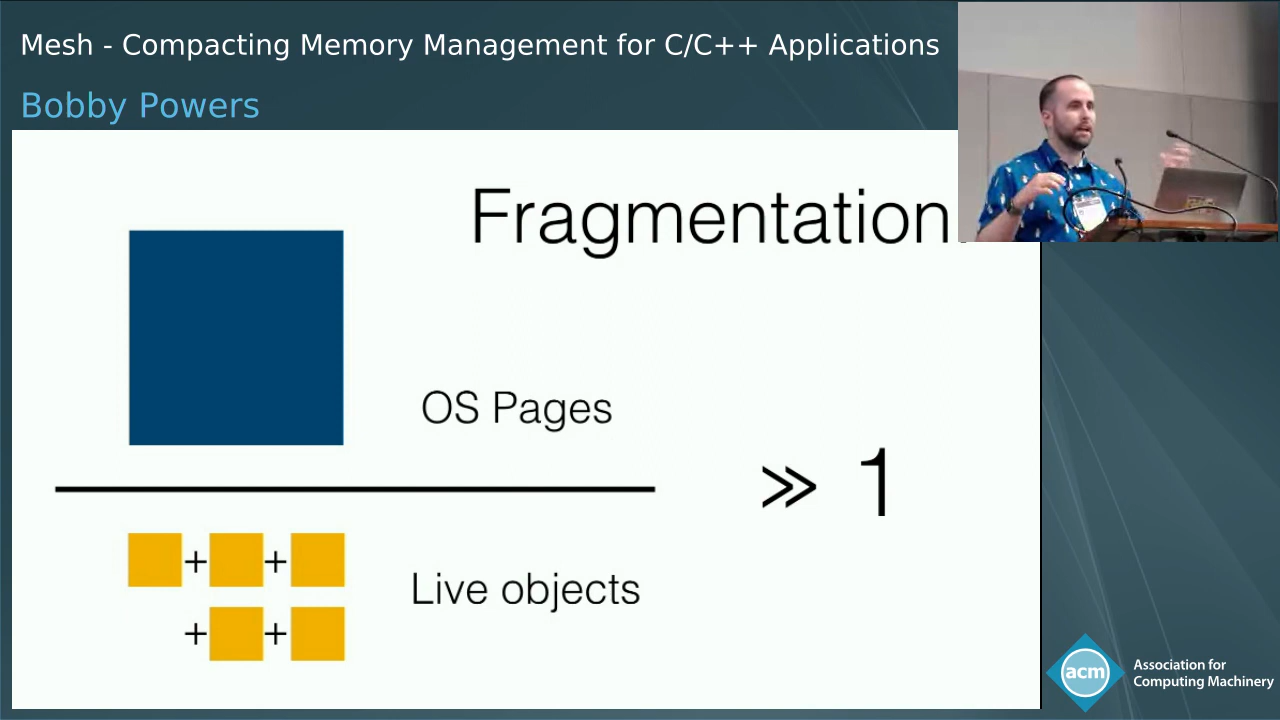 Mesh - Compacting Memory Management for C/C++ Applications
Bobby Powers
Fragmentation
OS Pages
≫ 1
+ +
Live objects
+ +
acm
Association for
Computing Machinery